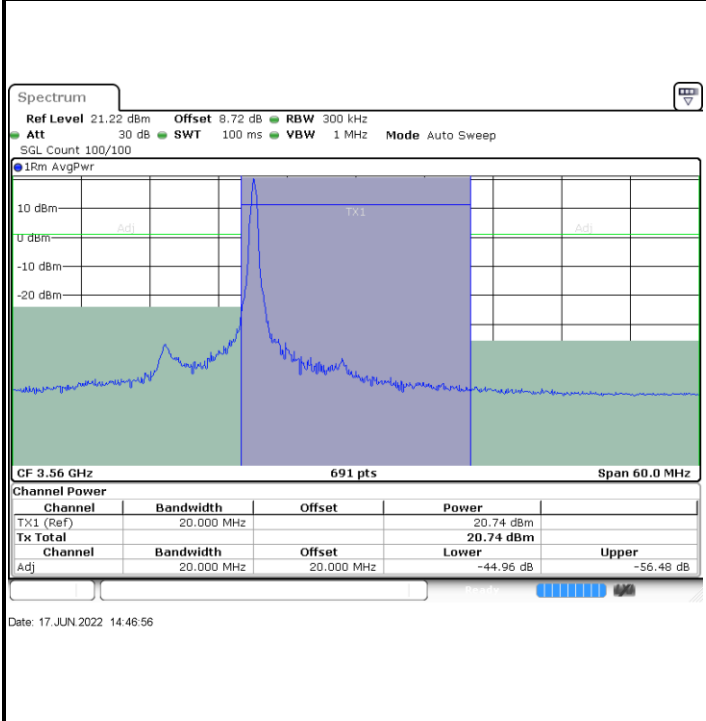 Spectrum
Ref Level 21.22 dBm Offset 8.72 dB RBW 300 kHz
Att 30 dB SWT 100 ms VBW 1 MHz Mode Auto Sweep
SGL Count 100/100
1Rm AvgPwr
10 dBm
TX1
Adj
Adj
0 dBm
-10 dBm
-20 dBm
CF 3.56 GHz 691 pts Span 60.0 MHz
Channel Power
Channel Bandwidth Offset Power
TX1 (Ref) 20.000 MHz 20.74 dBm
Tx Total 20.74 dBm
Channel Bandwidth Offset Lower Upper
Adj 20.000 MHz 20.000 MHz -44.96 dB -56.48 dB
Ready
Date: 17.JUN.2022 14:46:56